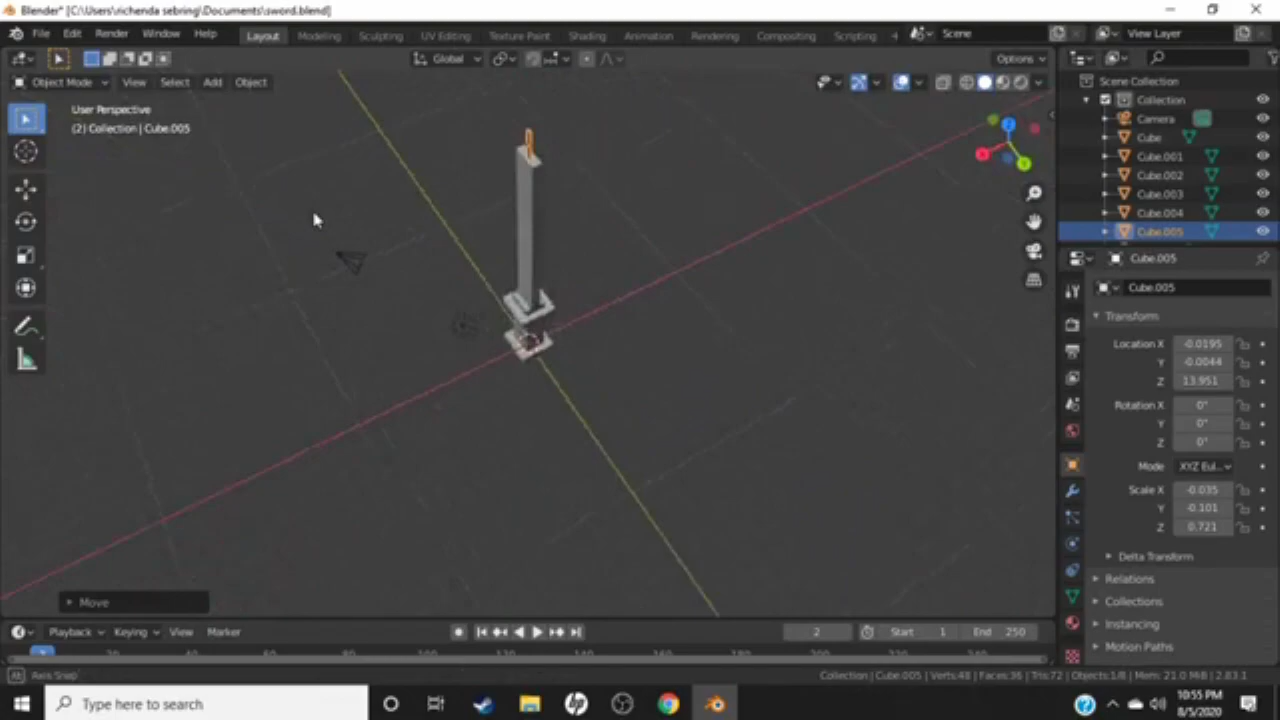 Blender* [C:\Users\richenda sebring\Documents\sword.blend]
File Edit Render Window Help Layout Modeling Sculpting UV Editing Texture Paint Shading Animation Rendering Compositing Scripting Scene View Layer
Global Options
Object Mode View Select Add Object
User Perspective
(2) Collection | Cube.005
Scene Collection
Collection
Camera
Cube
Cube.001
Cube.002
Cube.003
Cube.004
Cube.005
Cube.005
Cube.005
Transform
Location X -0.0195
Y -0.0044
Z 13.951
Rotation X 0°
Y 0°
Z 0°
Mode XYZ Eul..
Scale X -0.035
Y -0.101
Z 0.721
Delta Transform
Relations
Collections
Instancing
Motion Paths
Move
Playback Keying View Marker 2 Start 1 End 250
Axis Snap
Collection | Cube.005 | Verts:48 | Faces:36 | Tris:72 | Objects:1/8 | Mem: 21.0 MiB | 2.83.1
Type here to search
10:55 PM
8/5/2020